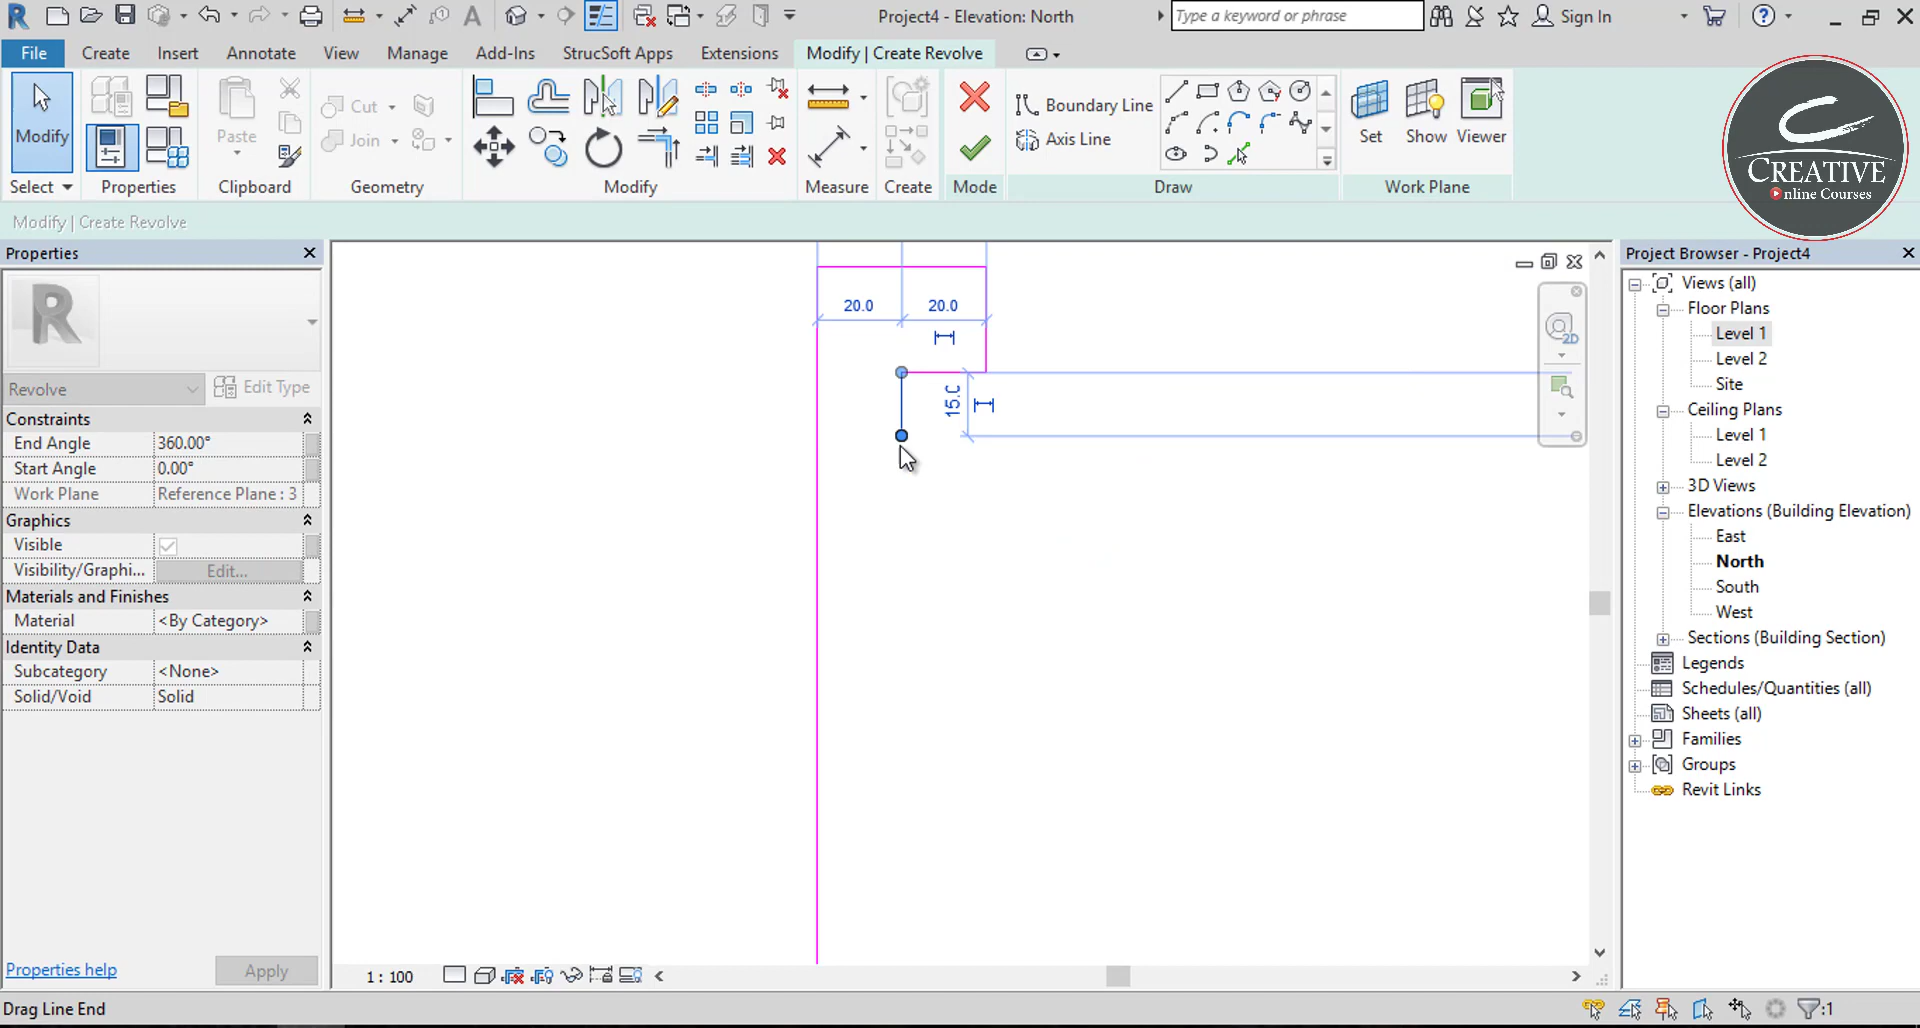 Project4 - Elevation: North
Type a keyword or phrase
Sign In
File Create Insert Annotate View Manage Add-Ins StrucSoft Apps Extensions Modify | Create Revolve
Modify
Paste
Cut
Join
Boundary Line
Axis Line
Set
Show
Viewer
Select Properties Clipboard Geometry Modify Measure Create Mode Draw Work Plane
CREATIVE
Online Courses
Modify | Create Revolve
Properties
R
Revolve
Edit Type
Constraints
End Angle 360.00°
Start Angle 0.00°
Work Plane Reference Plane : 3
Graphics
Visible
Visibility/Graphi... Edit...
Materials and Finishes
Material <By Category>
Identity Data
Subcategory <None>
Solid/Void Solid
Properties help
Apply
20.0 20.0
15.0
2D
1 : 100
Project Browser - Project4
Views (all)
Floor Plans
Level 1
Level 2
Site
Ceiling Plans
Level 1
Level 2
3D Views
Elevations (Building Elevation)
East
North
South
West
Sections (Building Section)
Legends
Schedules/Quantities (all)
Sheets (all)
Families
Groups
Revit Links
Drag Line End
:1